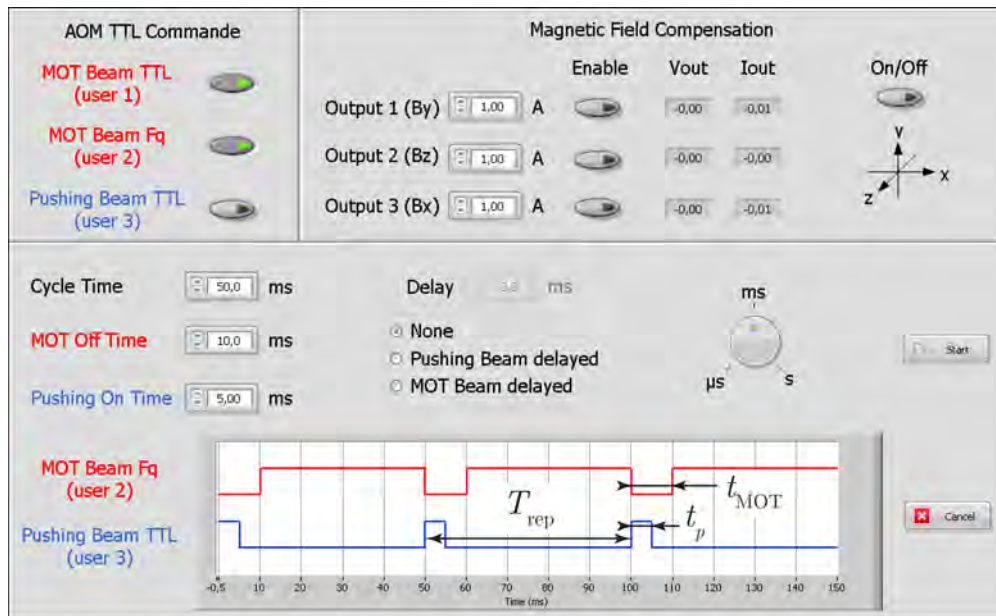 AOM TTL Commande
MOT Beam TTL
(user 1)
MOT Beam Fq
(user 2)
Pushing Beam TTL
(user 3)
Magnetic Field Compensation
Enable Vout Iout On/Off
Output 1 (By) 1,00 A -0,00 -0,01
Output 2 (Bz) 1,00 A -0,00 -0,00
Output 3 (Bx) 1,00 A -0,00 -0,01
Y
X
Z
Cycle Time 50,0 ms
MOT Off Time 10,0 ms
Pushing On Time 5,00 ms
Delay ms
None
Pushing Beam delayed
MOT Beam delayed
ms
µs s
Start
Cancel
MOT Beam Fq
(user 2)
Pushing Beam TTL
(user 3)
T_rep
t_MOT
t_p
-0,5 10 20 30 40 50 60 70 80 90 100 110 120 130 140 150
Time (ms)